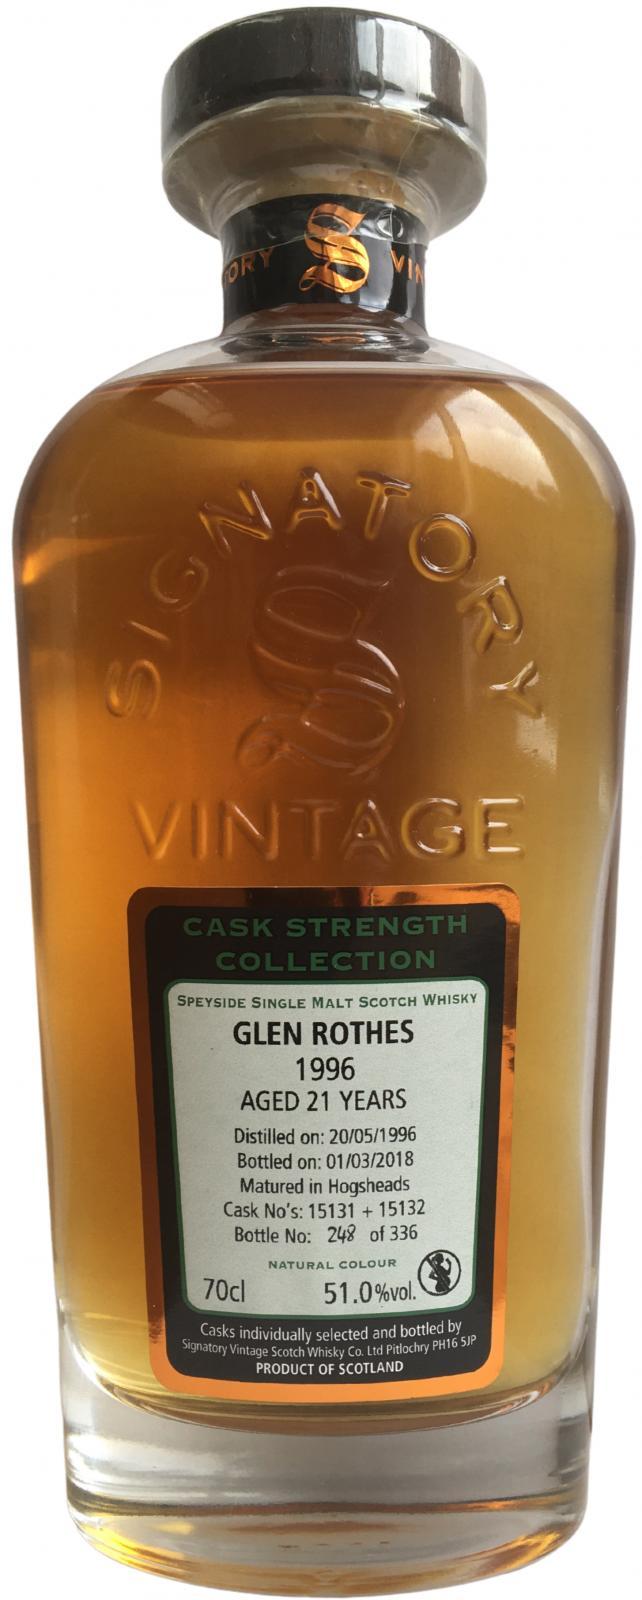 TORY S VIN
SIGNATORY
S
VINTAGE
CASK STRENGTH
COLLECTION
SPEYSIDE SINGLE MALT SCOTCH WHISKY
GLEN ROTHES
1996
AGED 21 YEARS
Distilled on: 20/05/1996
Bottled on: 01/03/2018
Matured in Hogsheads
Cask No's: 15131 + 15132
Bottle No: 248 of 336
NATURAL COLOUR
70cl 51.0%vol.
Casks individually selected and bottled by
Signatory Vintage Scotch Whisky Co. Ltd Pitlochry PH16 5JP
PRODUCT OF SCOTLAND